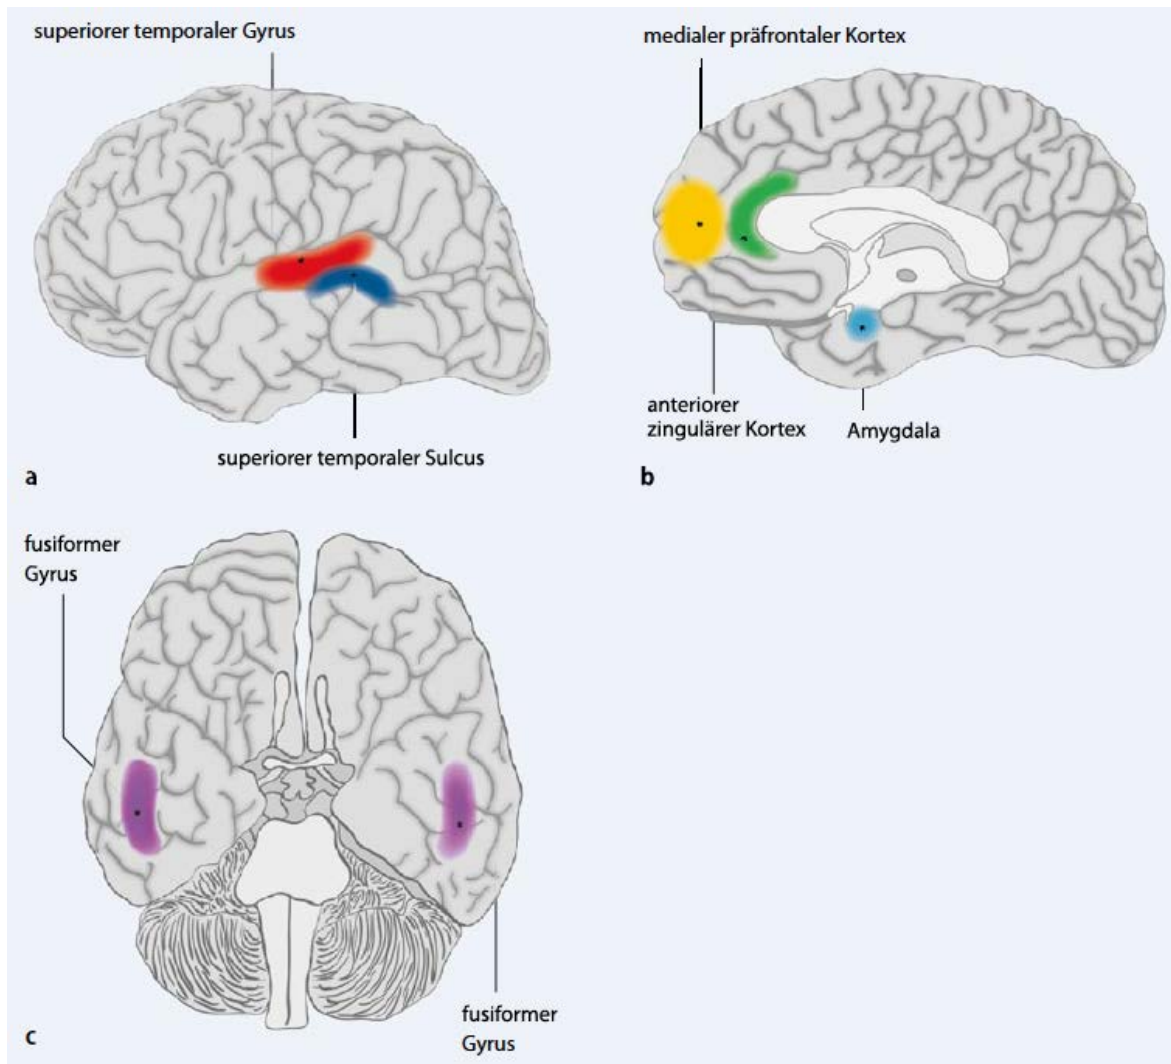 superiorer temporaler Gyrus
superiorer temporaler Sulcus
a
medialer präfrontaler Kortex
anteriorer
zingulärer Kortex
Amygdala
b
fusiformer
Gyrus
fusiformer
Gyrus
c